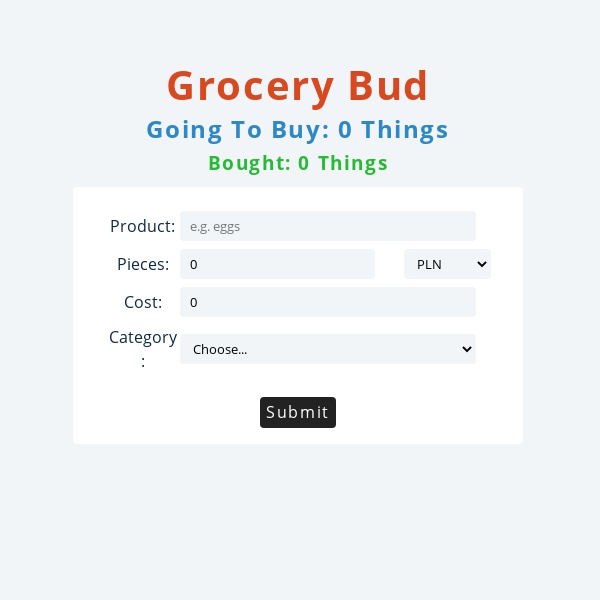 Grocery Bud
Going To Buy: 0 Things
Bought: 0 Things
Product: e.g. eggs
Pieces: 0 PLN
Cost: 0
Category
: Choose...
Submit